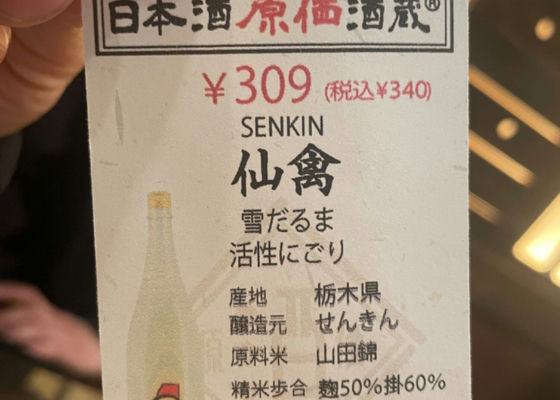 日本酒原価酒蔵®
¥309 (税込¥340)
SENKIN
仙禽
雪だるま
活性にごり
産地 栃木県
醸造元 せんきん
原料米 山田錦
精米歩合 麹50%掛60%